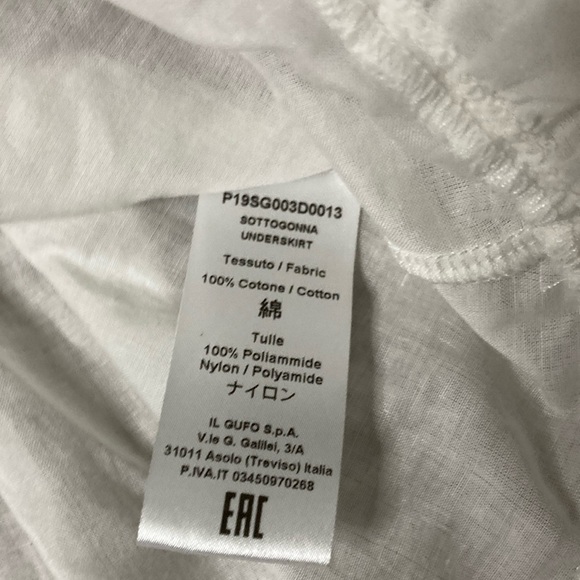 P19SG003D0013
SOTTOGONNA
UNDERSKIRT
Tessuto / Fabric
100% Cotone / Cotton
綿
Tulle
100% Poliammide
Nylon / Polyamide
ナイロン
IL GUFO S.p.A.
V.le G. Galilei, 3/A
31011 Asolo (Treviso) Italia
P.IVA.IT 03450970268
EAC